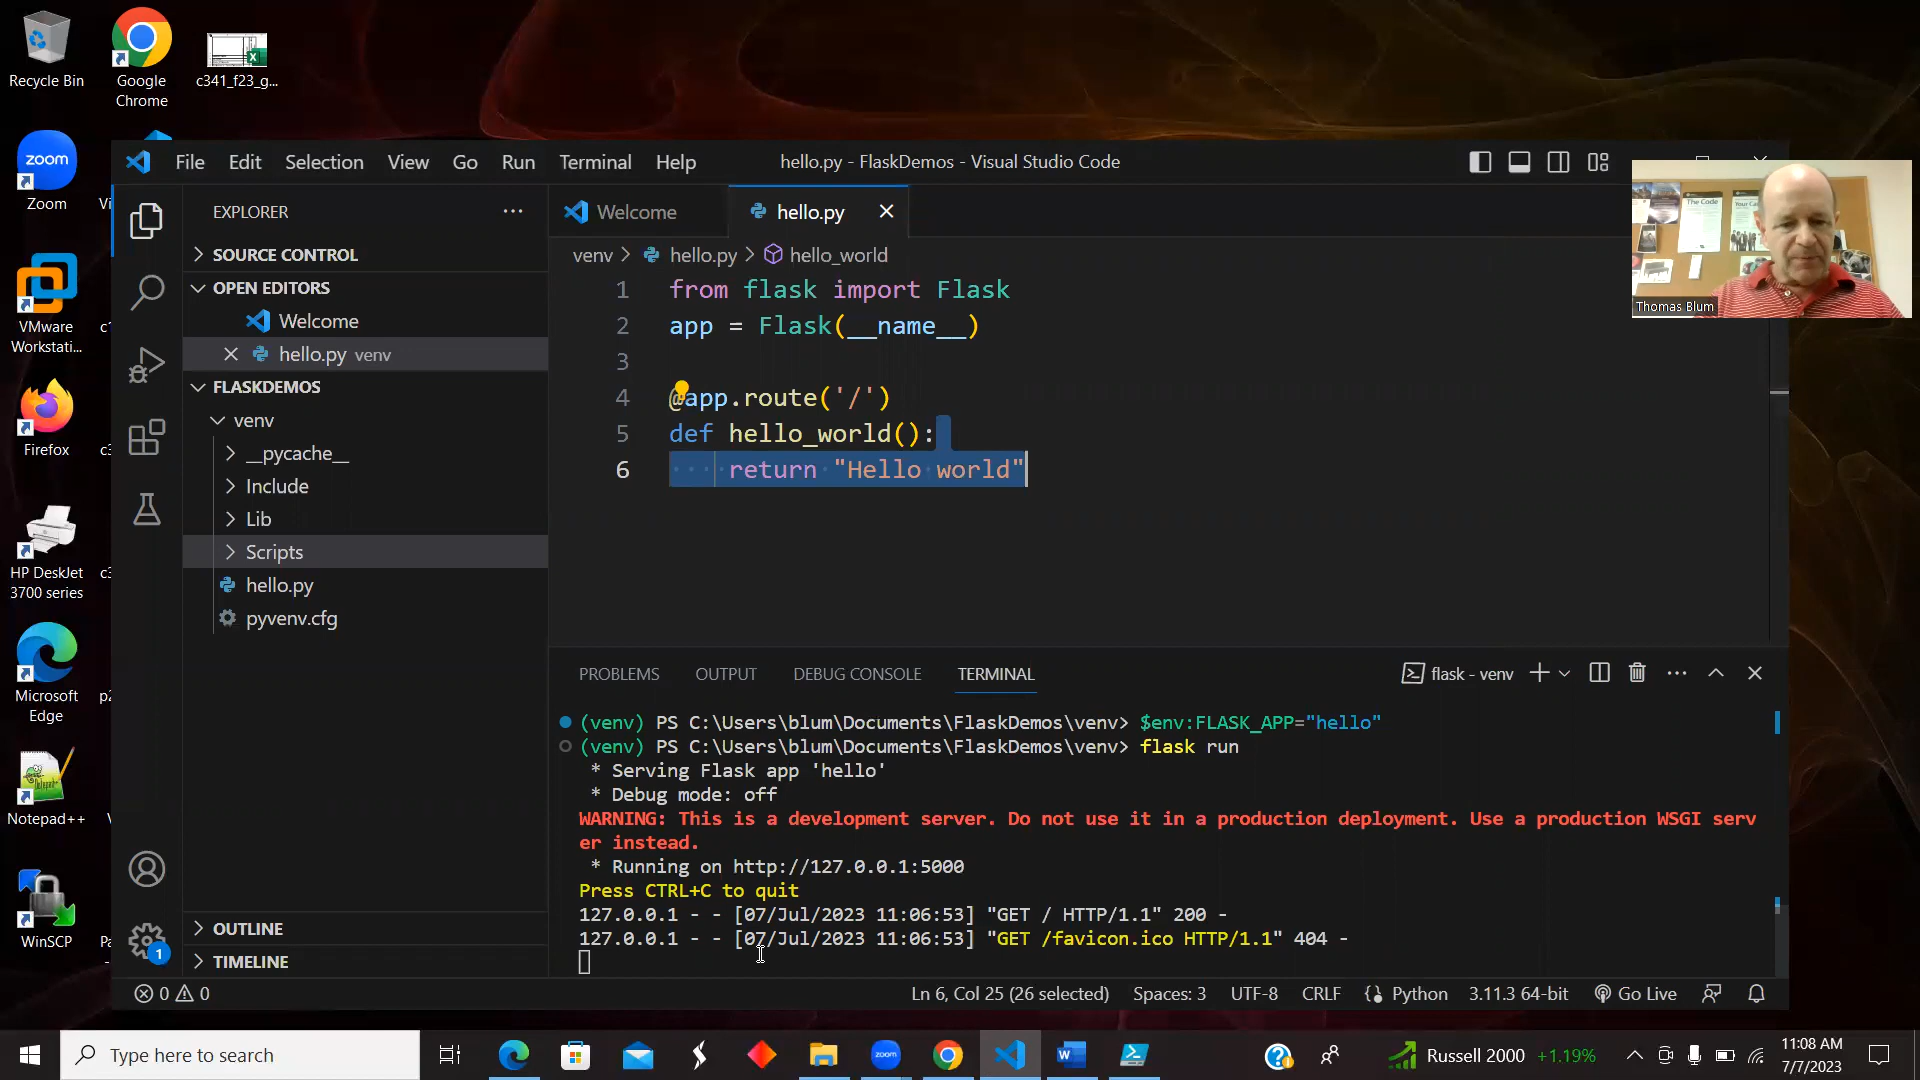 Recycle Bin
Google
Chrome
c341_f23_g...
Zoom
VMware
Workstati...
Firefox
HP DeskJet
3700 series
Microsoft
Edge
Notepad++
WinSCP
zoom
File Edit Selection View Go Run Terminal Help
hello.py - FlaskDemos - Visual Studio Code
EXPLORER
SOURCE CONTROL
OPEN EDITORS
Welcome
hello.py venv
FLASKDEMOS
venv
__pycache__
Include
Lib
Scripts
hello.py
pyvenv.cfg
OUTLINE
TIMELINE
1
Welcome
hello.py
venv > hello.py > hello_world
1 from flask import Flask
2 app = Flask(__name__)
3
4 @app.route('/')
5 def hello_world():
6 return "Hello world"
The Code
Thomas Blum
PROBLEMS OUTPUT DEBUG CONSOLE TERMINAL
flask - venv
(venv) PS C:\Users\blum\Documents\FlaskDemos\venv> $env:FLASK_APP="hello"
(venv) PS C:\Users\blum\Documents\FlaskDemos\venv> flask run
* Serving Flask app 'hello'
* Debug mode: off
WARNING: This is a development server. Do not use it in a production deployment. Use a production WSGI serv
er instead.
* Running on http://127.0.0.1:5000
Press CTRL+C to quit
127.0.0.1 - - [07/Jul/2023 11:06:53] "GET / HTTP/1.1" 200 -
127.0.0.1 - - [07/Jul/2023 11:06:53] "GET /favicon.ico HTTP/1.1" 404 -
0 0
Ln 6, Col 25 (26 selected) Spaces: 3 UTF-8 CRLF Python 3.11.3 64-bit Go Live
Type here to search
zoom
Russell 2000 +1.19%
11:08 AM
7/7/2023